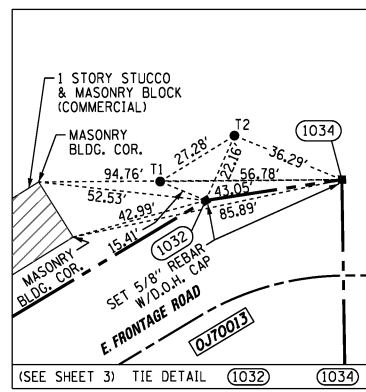 1 STORY STUCCO
& MASONRY BLOCK
(COMMERCIAL)
MASONRY
BLDG. COR.
T2
1034
27.28'
36.29'
22.16'
94.76'
T1
56.78'
52.53'
43.05'
42.99'
85.89'
15.41'
1032
MASONRY
BLDG. COR.
SET 5/8" REBAR
W/D.O.H. CAP
E. FRONTAGE ROAD
OJ70013
(SEE SHEET 3) TIE DETAIL 1032 1034